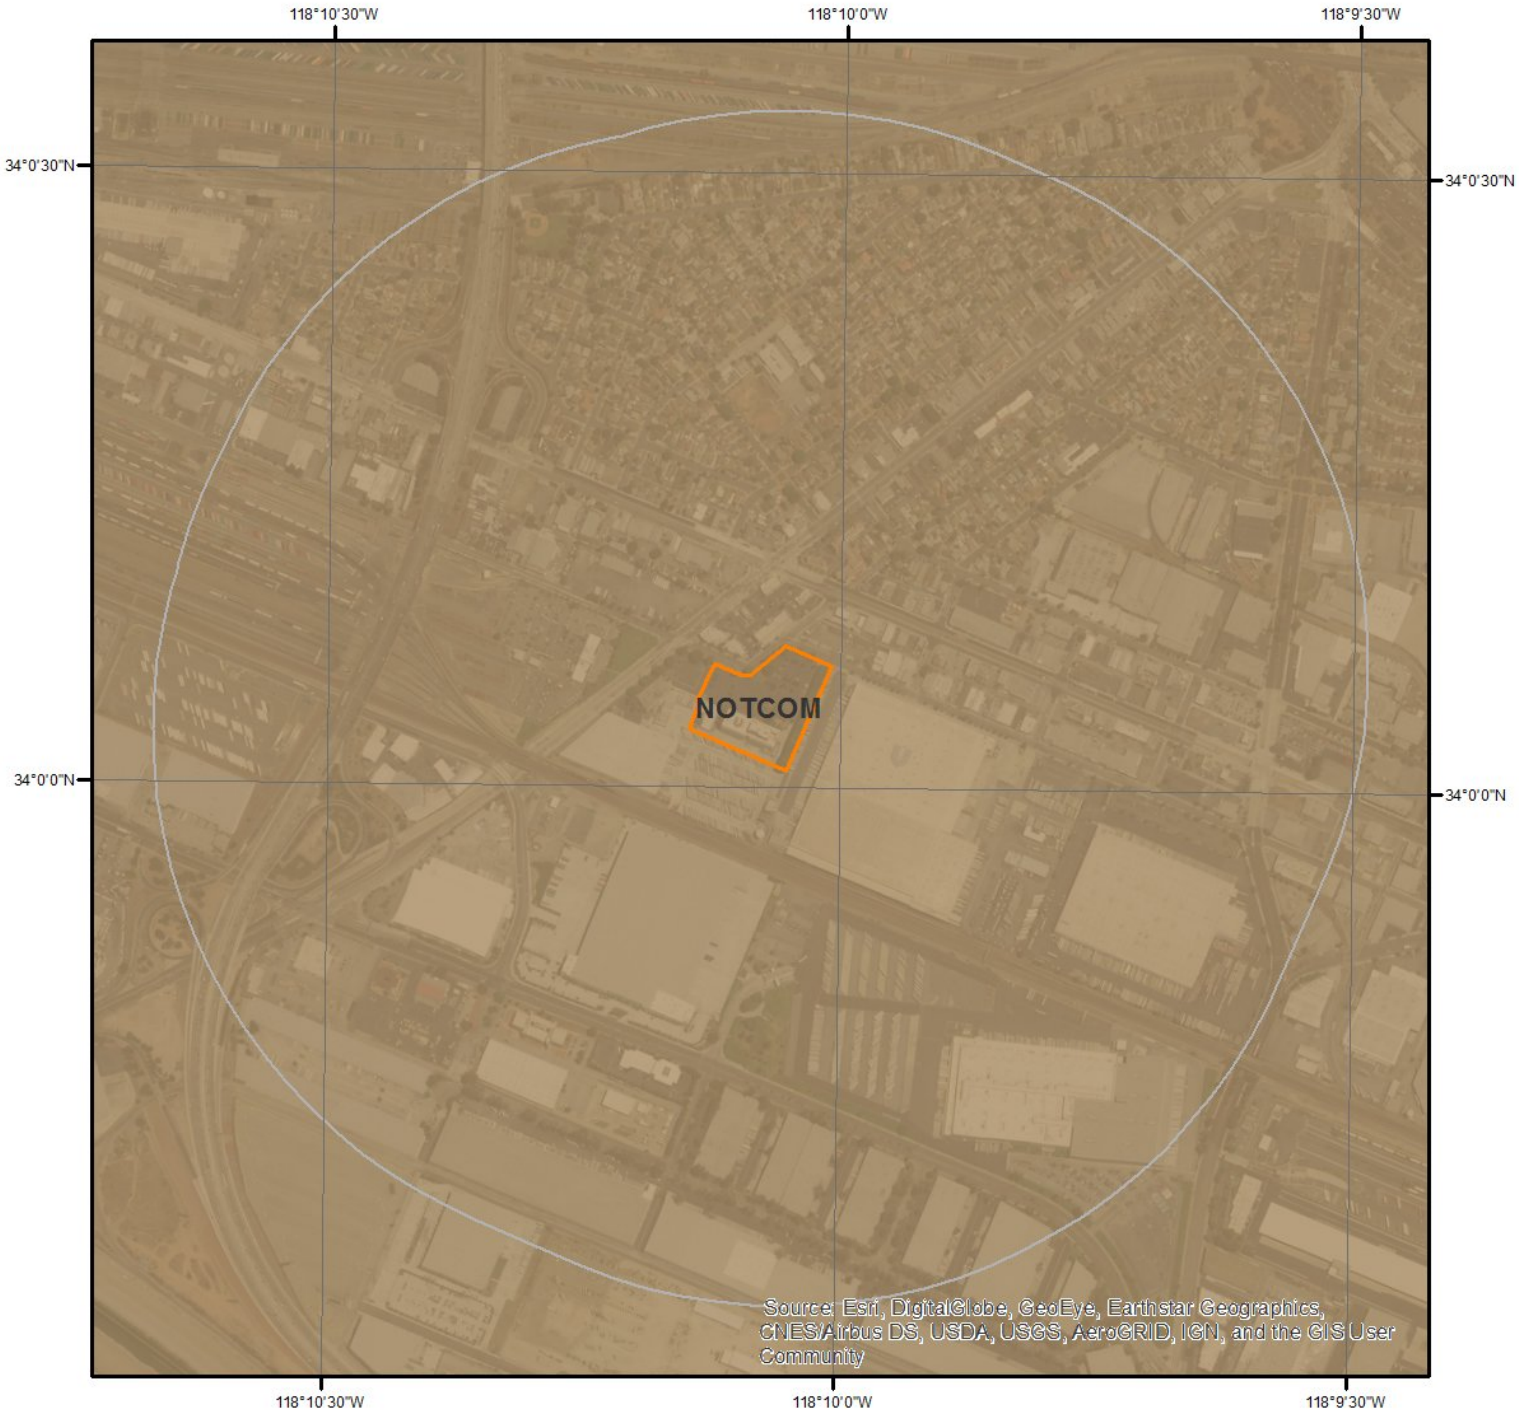 118°10'30"W 118°10'0"W 118°9'30"W
34°0'30"N 34°0'30"N
NOTCOM
34°0'0"N 34°0'0"N
Source: Esri, DigitalGlobe, GeoEye, Earthstar Geographics,
CNES/Airbus DS, USDA, USGS, AeroGRID, IGN, and the GIS User
Community
118°10'30"W 118°10'0"W 118°9'30"W